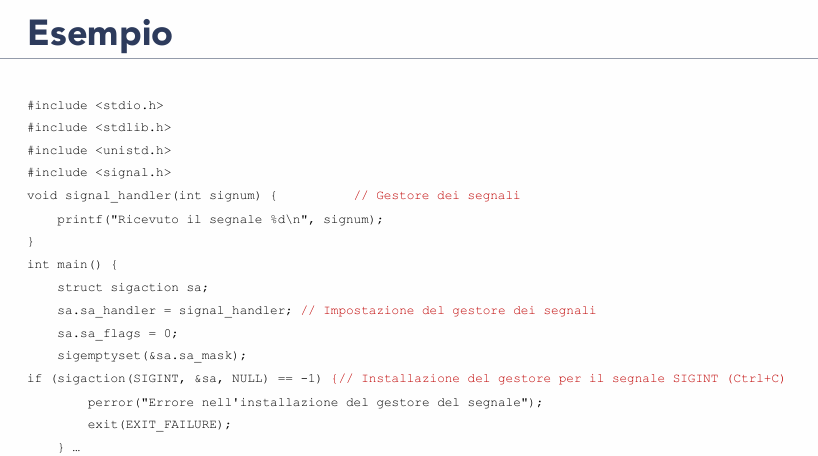 Esempio
#include <stdio.h>
#include <stdlib.h>
#include <unistd.h>
#include <signal.h>
void signal_handler(int signum) {          // Gestore dei segnali
    printf("Ricevuto il segnale %d\n", signum);
}
int main() {
    struct sigaction sa;
    sa.sa_handler = signal_handler; // Impostazione del gestore dei segnali
    sa.sa_flags = 0;
    sigemptyset(&sa.sa_mask);
if (sigaction(SIGINT, &sa, NULL) == -1) {// Installazione del gestore per il segnale SIGINT (Ctrl+C)
        perror("Errore nell'installazione del gestore del segnale");
        exit(EXIT_FAILURE);
    } …